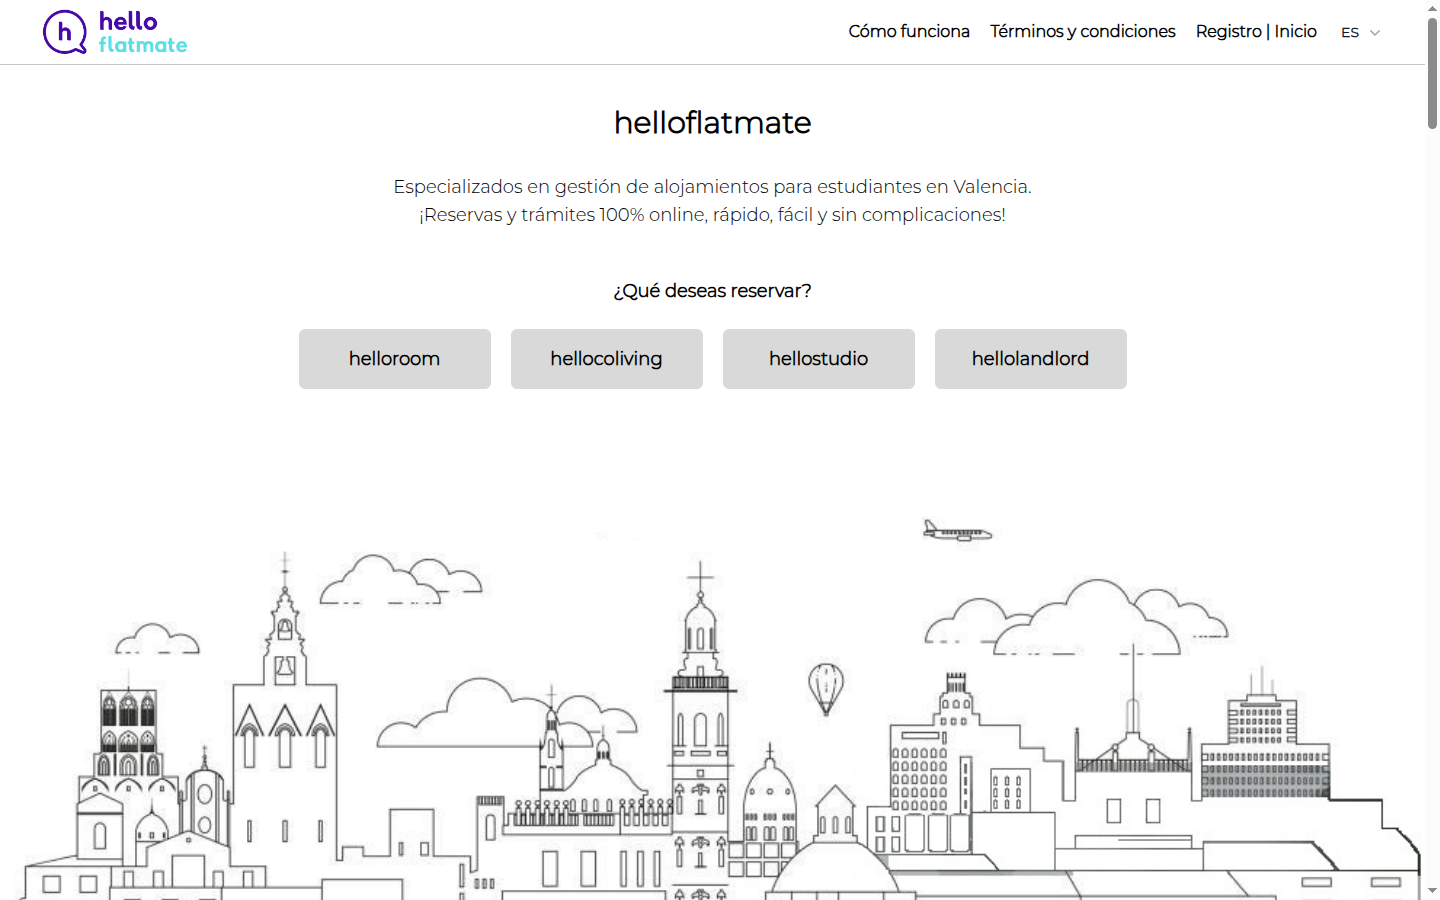 h
hello
flatmate
Cómo funciona
Términos y condiciones
Registro | Inicio
ES
helloflatmate
Especializados en gestión de alojamientos para estudiantes en Valencia.
¡Reservas y trámites 100% online, rápido, fácil y sin complicaciones!
¿Qué deseas reservar?
helloroom
hellocoliving
hellostudio
hellolandlord